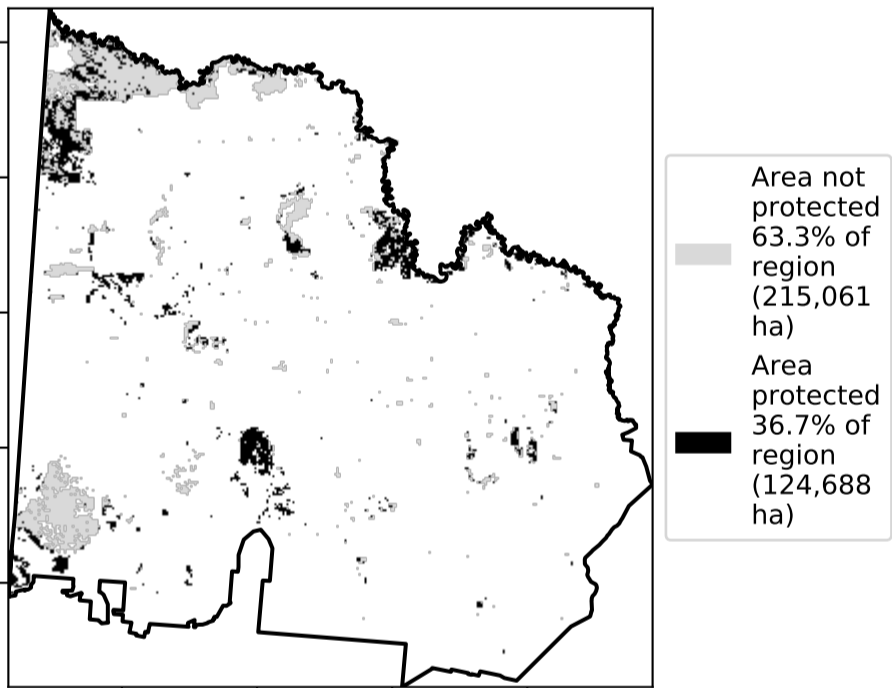 Area not
protected
63.3% of
region
(215,061
ha)
Area
protected
36.7% of
region
(124,688
ha)